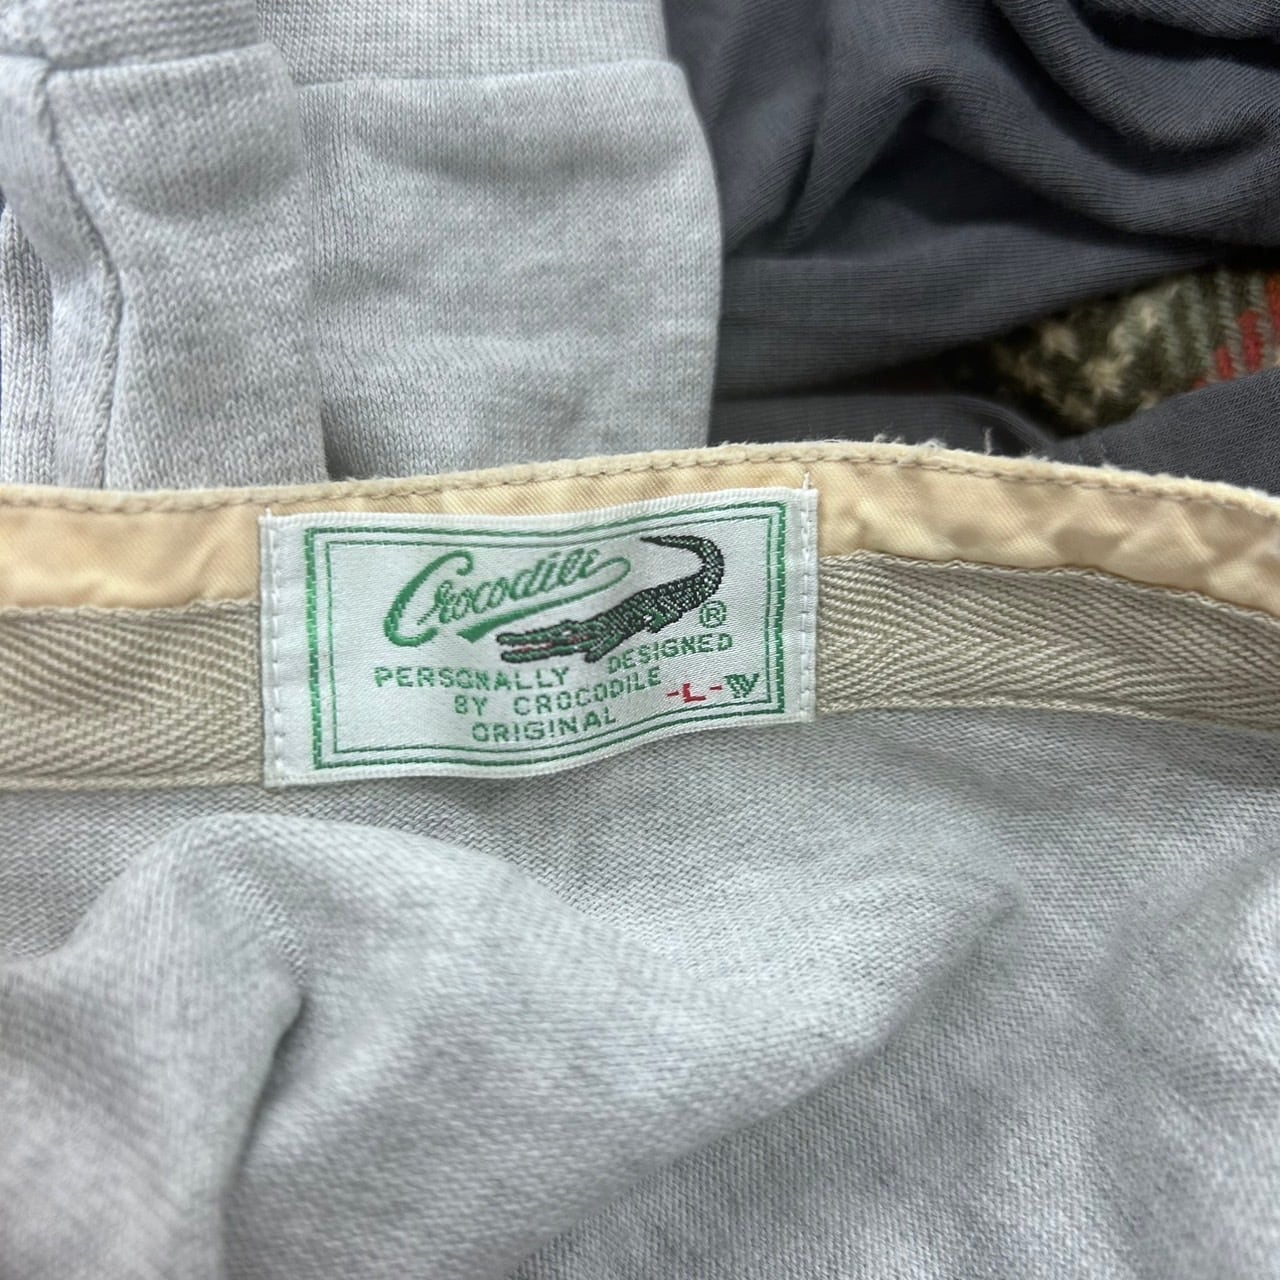 Crocodile
®
PERSONALLY DESIGNED
BY CROCODILE
ORIGINAL
-L-W